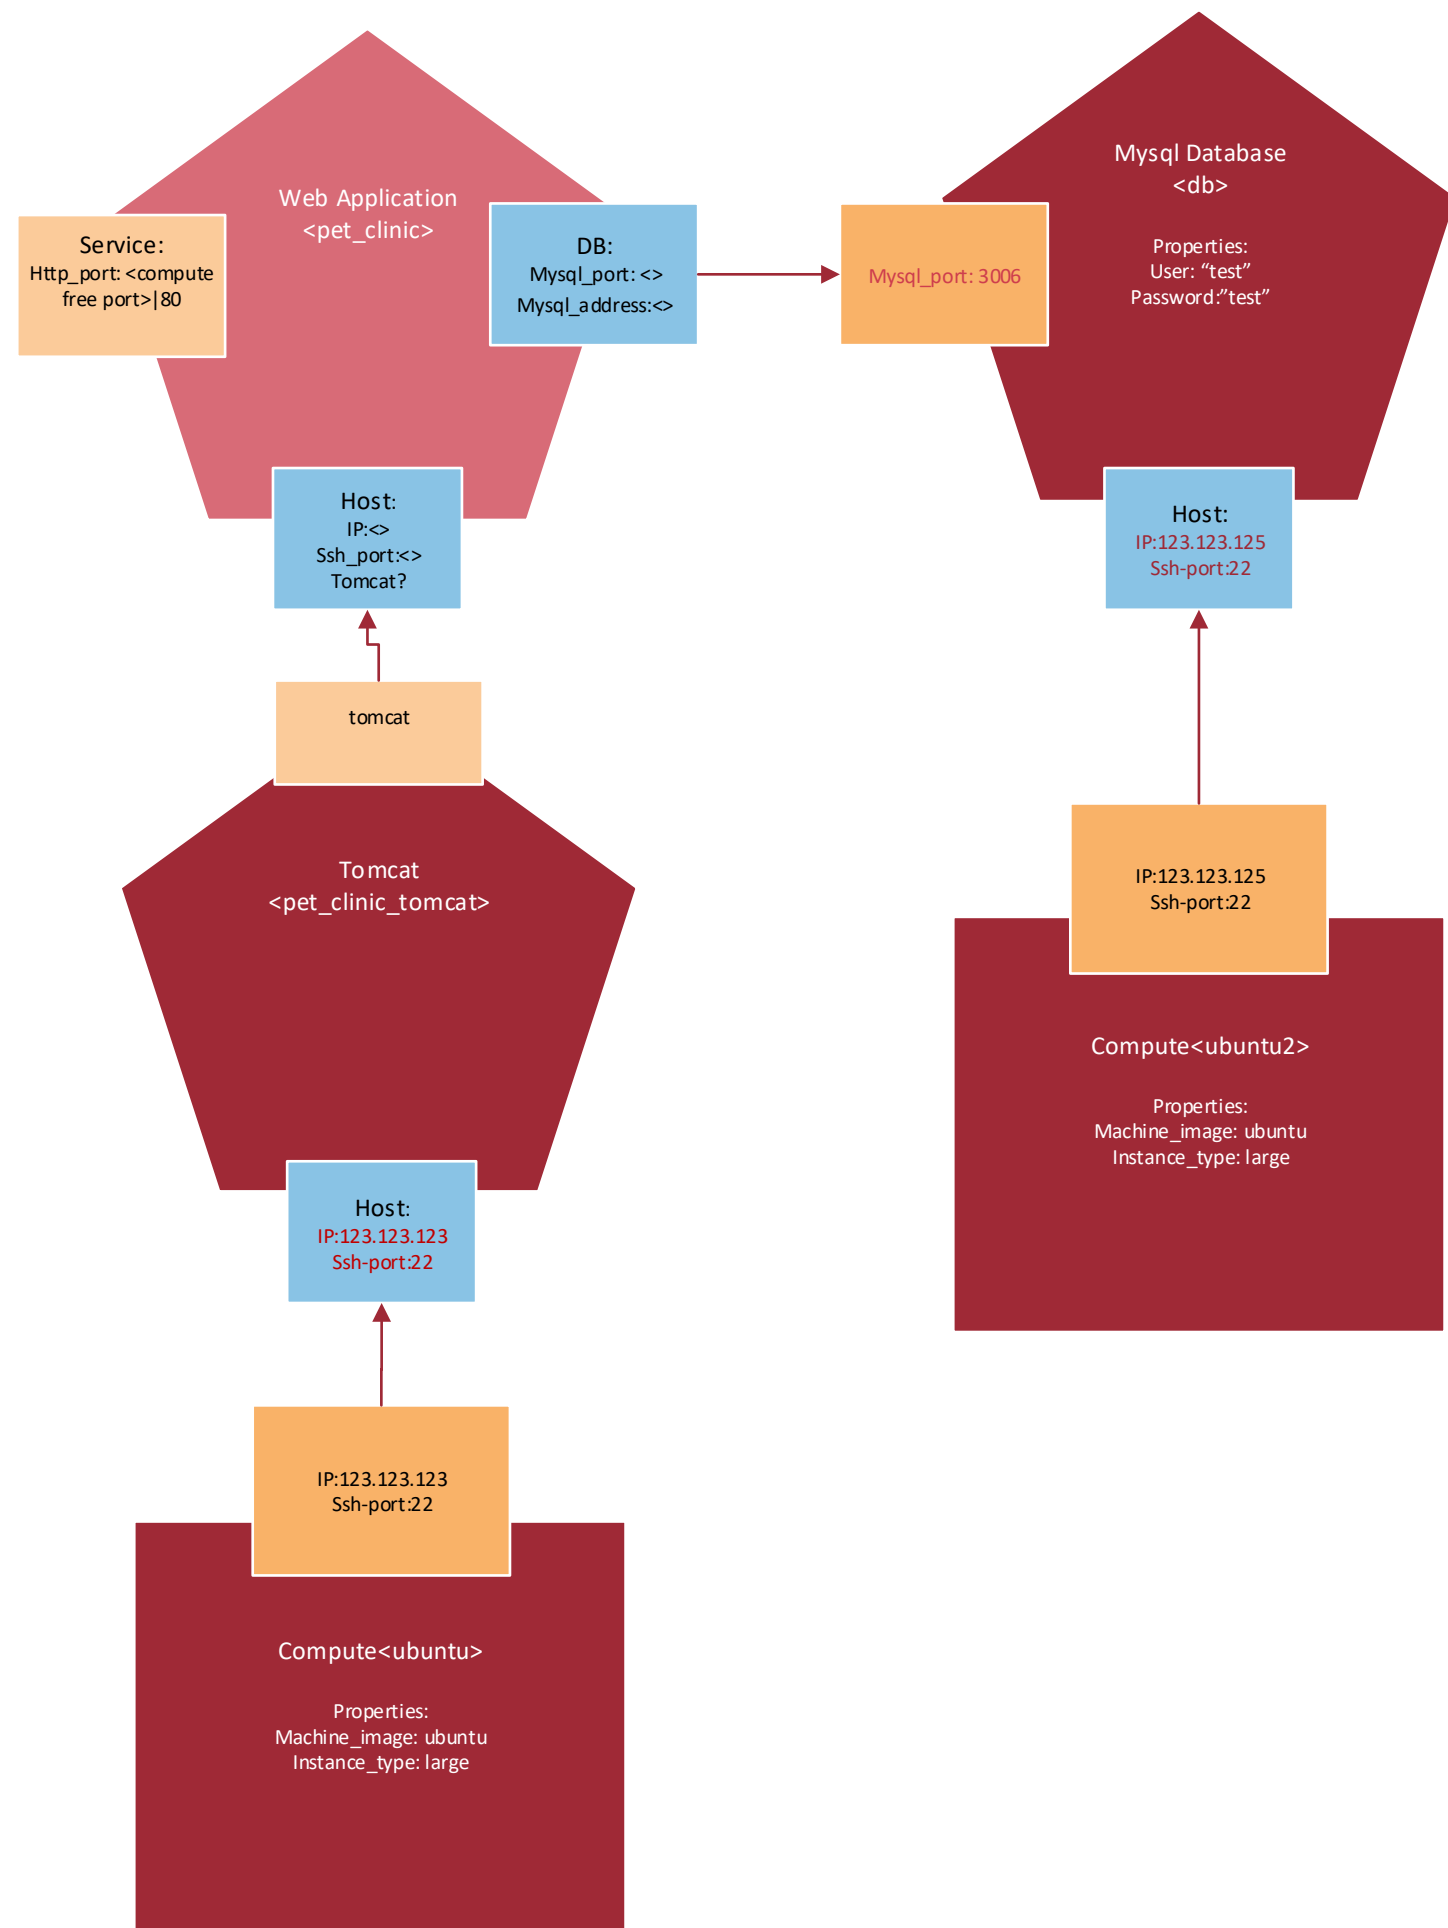 Web Application
<pet_clinic>
Service:
Http_port: <compute
free port>|80
DB:
Mysql_port: <>
Mysql_address:<>
Mysql_port: 3006
Mysql Database
<db>
Properties:
User: “test”
Password:”test”
Host:
IP:<>
Ssh_port:<>
Tomcat?
Host:
IP:123.123.125
Ssh-port:22
tomcat
Tomcat
<pet_clinic_tomcat>
IP:123.123.125
Ssh-port:22
Compute<ubuntu2>
Properties:
Machine_image: ubuntu
Instance_type: large
Host:
IP:123.123.123
Ssh-port:22
IP:123.123.123
Ssh-port:22
Compute<ubuntu>
Properties:
Machine_image: ubuntu
Instance_type: large